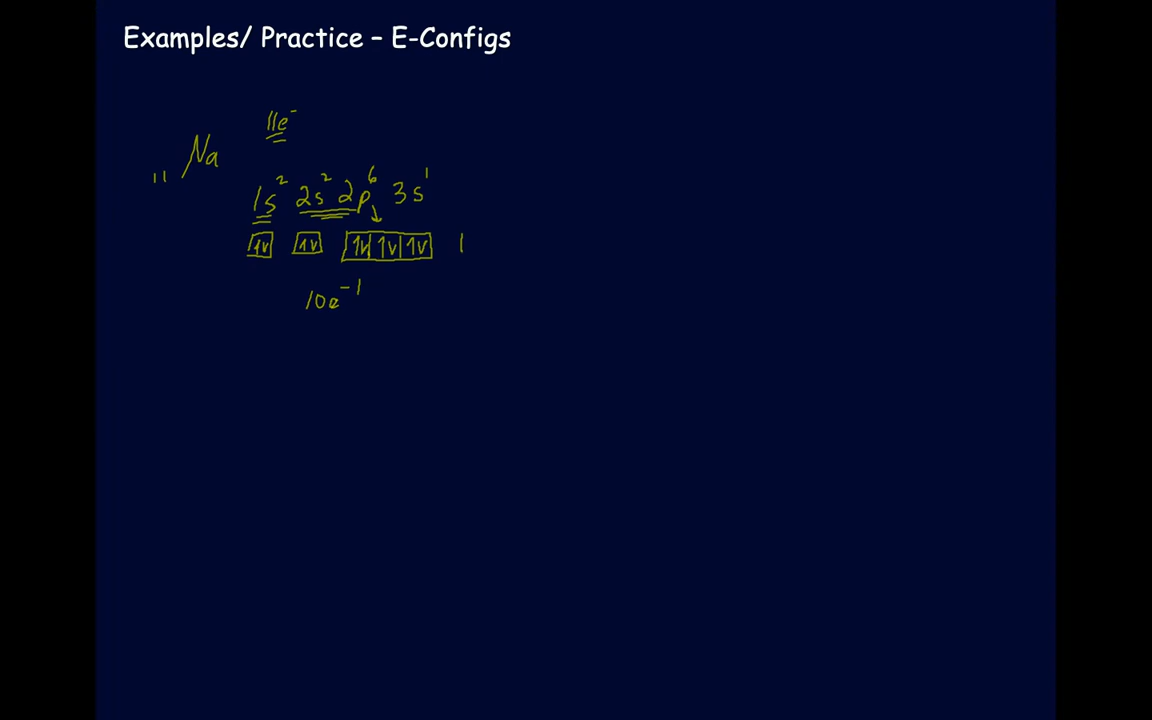 Examples/ Practice – E-Configs
11e⁻
11 Na
1s² 2s² 2p⁶ 3s¹
1v 1v 1v 1v 1v 1
10e⁻¹